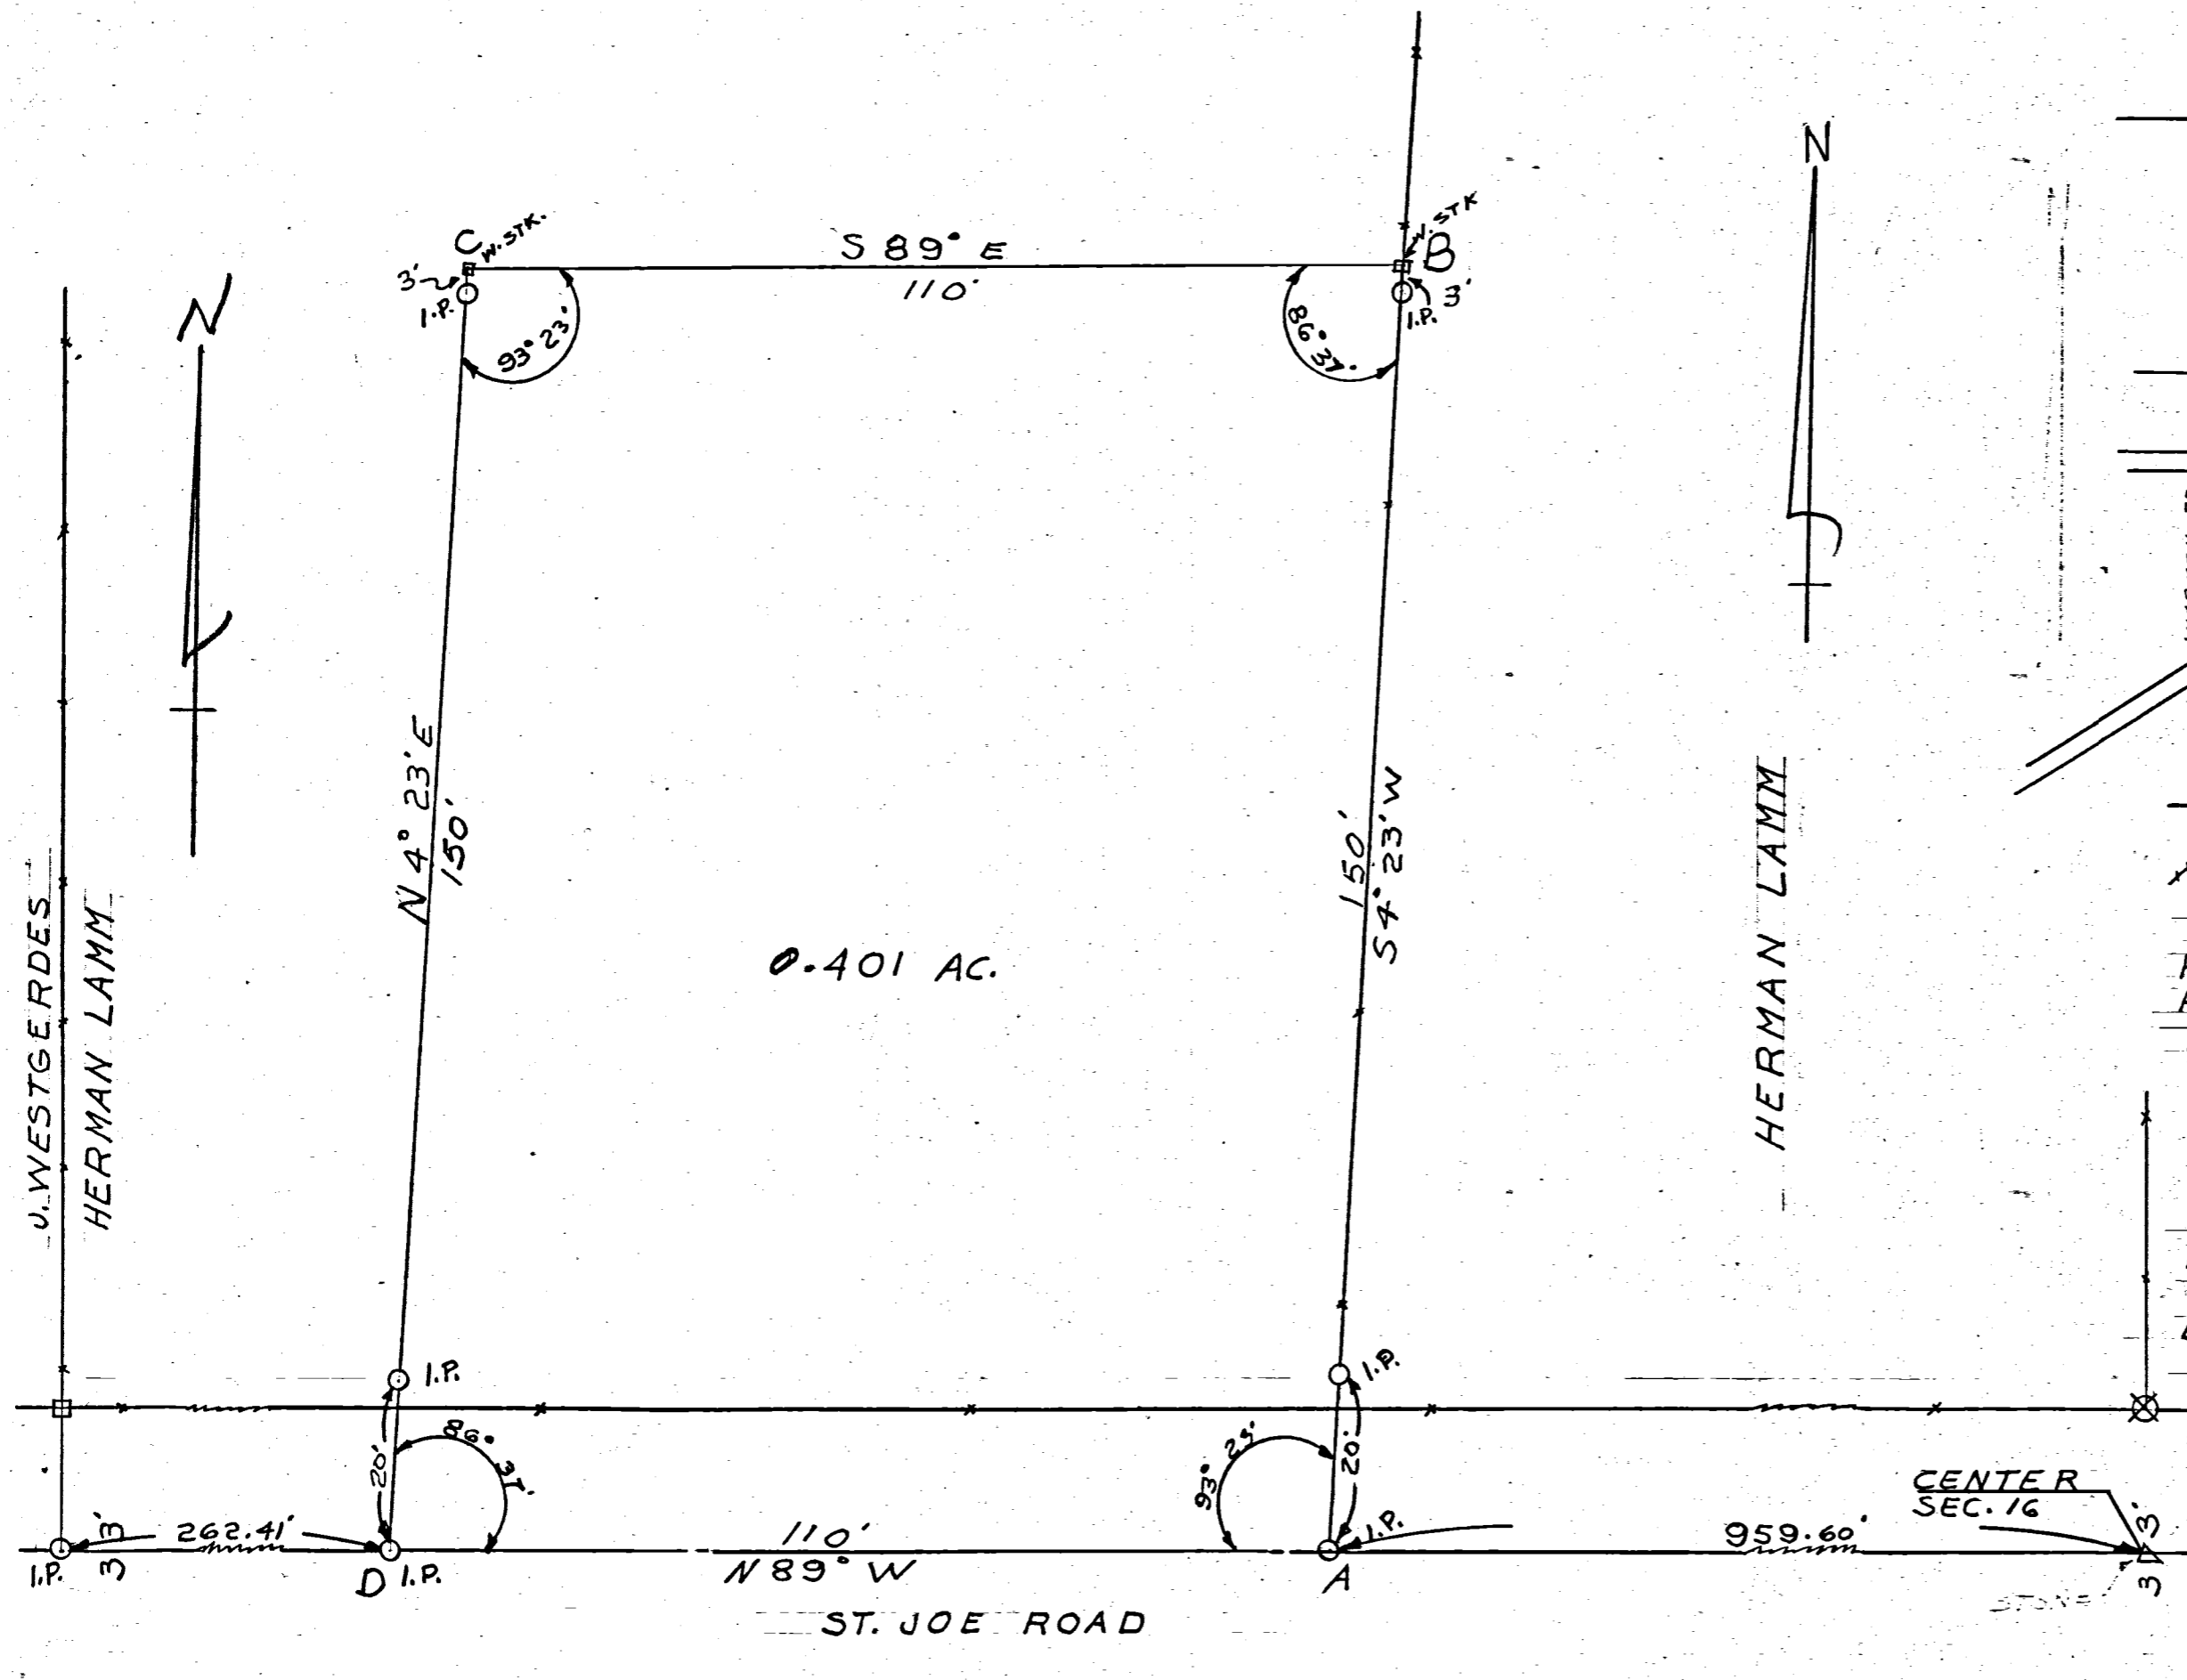 N
N
C W. STK.
W. STK
S 89° E
B
3'
110'
3'
I.P.
I.P.
93° 23'
86° 37'
N 4° 23' E
150'
150'
S 4° 23' W
J. WESTGERDES
HERMAN LAMM
HERMAN LAMM
0.401 AC.
I.P.
I.P.
20'
86° 37'
93° 23'
20'
CENTER
SEC. 16
3'
262.41'
110'
I.P.
959.60'
3'
I.P.
3
D I.P.
N 89° W
A
3
STONE
ST. JOE ROAD